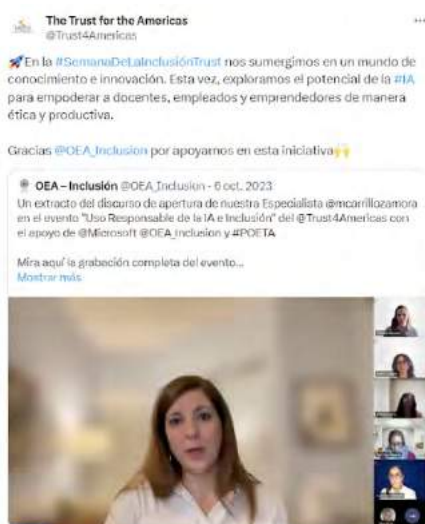 The Trust for the Americas
@Trust4Americas
🚀En la #SemanaDeLaInclusiónTrust nos sumergimos en un mundo de
conocimiento e innovación. Esta vez, exploramos el potencial de la #IA
para empoderar a docentes, empleados y emprendedores de manera
ética y productiva.
Gracias @OEA_Inclusion por apoyarnos en esta iniciativa🙌
OEA – Inclusión @OEA_Inclusion · 6 oct. 2023
Un extracto del discurso de apertura de nuestra Especialista @mcarrillozamora
en el evento "Uso Responsable de la IA e Inclusión" del @Trust4Americas con
el apoyo de @Microsoft @OEA_Inclusion y #POETA
Mira aquí la grabación completa del evento...
Mostrar más